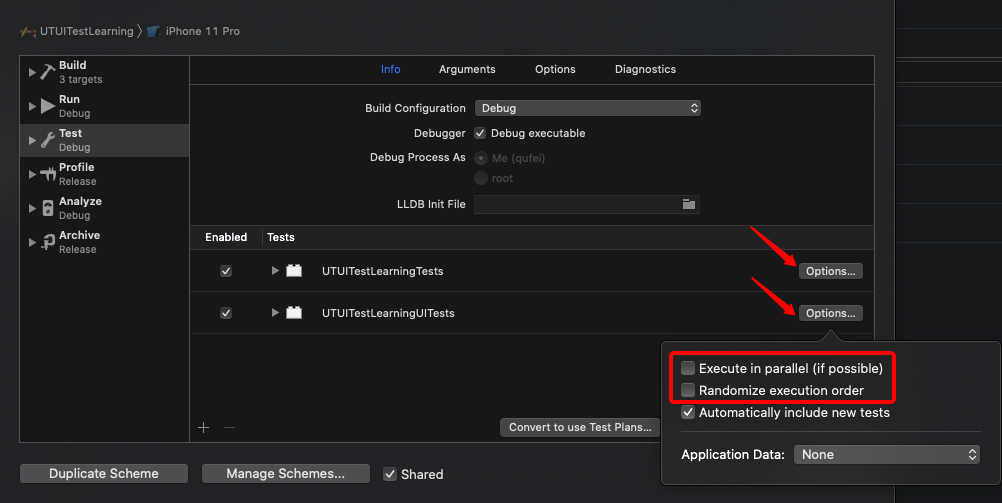 UTUITestLearning 〉 iPhone 11 Pro
Build
3 targets
Run
Debug
Test
Debug
Profile
Release
Analyze
Debug
Archive
Release
Info Arguments Options Diagnostics
Build Configuration Debug
Debugger Debug executable
Debug Process As Me (qufei)
root
LLDB Init File
Enabled Tests
UTUITestLearningTests Options...
UTUITestLearningUITests Options...
Execute in parallel (if possible)
Randomize execution order
Automatically include new tests
Application Data: None
Convert to use Test Plans...
Duplicate Scheme Manage Schemes... Shared